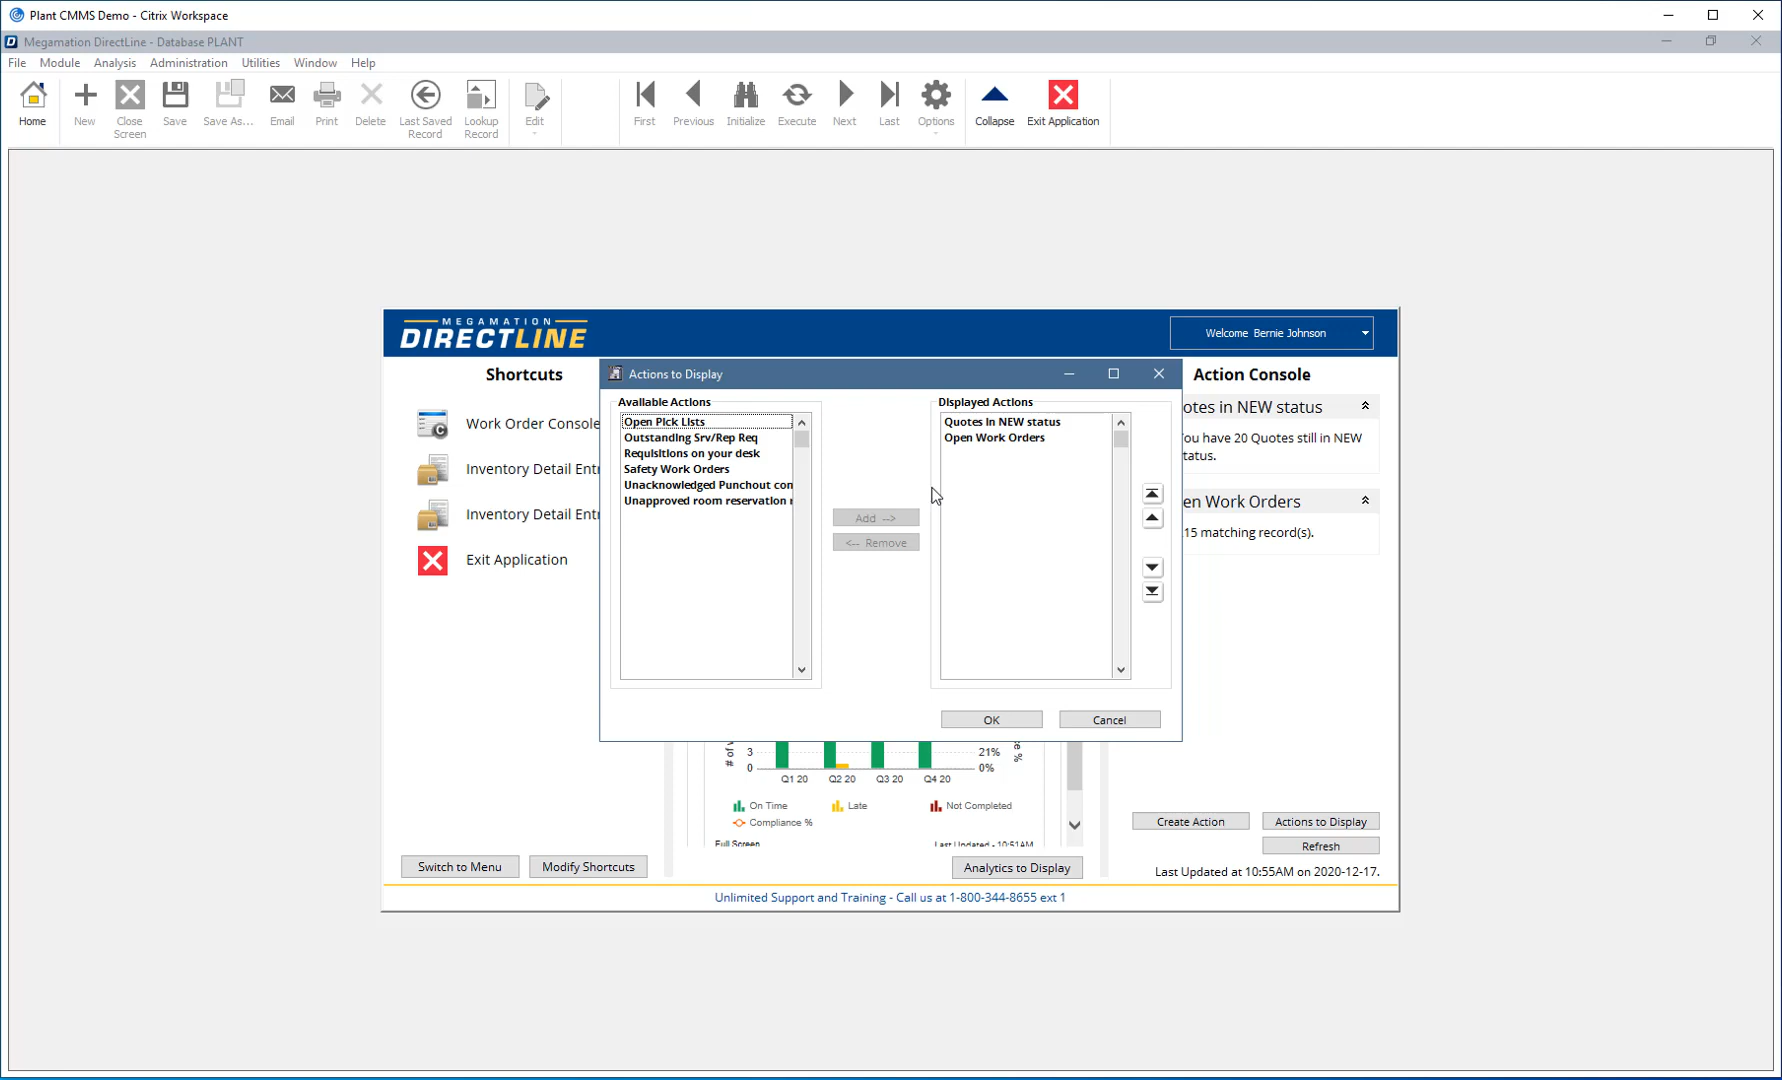 Plant CMMS Demo - Citrix Workspace
Megamation DirectLine - Database PLANT
File Module Analysis Administration Utilities Window Help
Home New Close Screen Save Save As... Email Print Delete Last Saved Record Lookup Record Edit First Previous Initialize Execute Next Last Options Collapse Exit Application
MEGAMATION
DIRECTLINE
Welcome Bernie Johnson
Shortcuts
Work Order Console
Inventory Detail Entr
Inventory Detail Entr
Exit Application
Actions to Display
Available Actions
Open Pick Lists
Outstanding Srv/Rep Req
Requisitions on your desk
Safety Work Orders
Unacknowledged Punchout con
Unapproved room reservation r
Add -->
<-- Remove
Displayed Actions
Quotes in NEW status
Open Work Orders
OK Cancel
Action Console
otes in NEW status
ou have 20 Quotes still in NEW
tatus.
en Work Orders
15 matching record(s).
# of
3
0
21%
0%
%
Q1 20 Q2 20 Q3 20 Q4 20
On Time Late Not Completed
Compliance %
Full Screen Last Updated - 10:51AM
Create Action Actions to Display
Refresh
Switch to Menu Modify Shortcuts Analytics to Display
Last Updated at 10:55AM on 2020-12-17.
Unlimited Support and Training - Call us at 1-800-344-8655 ext 1